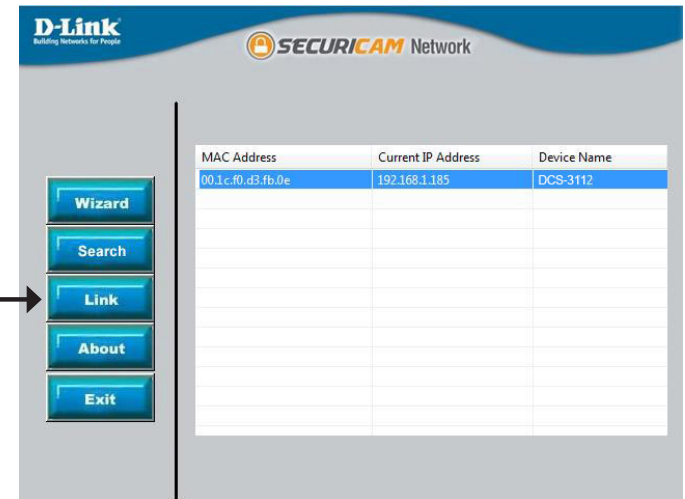 D-Link
Building Networks for People
SECURICAM Network
MAC Address Current IP Address Device Name
00.1c.f0.d3.fb.0e 192.168.1.185 DCS-3112
Wizard
Search
Link
About
Exit